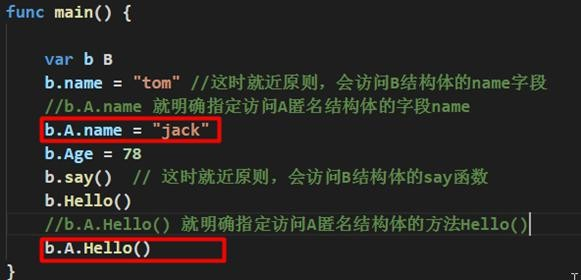 func main() {
var b B
b.name = "tom" //这时就近原则，会访问B结构体的name字段
//b.A.name 就明确指定访问A匿名结构体的字段name
b.A.name = "jack"
b.Age = 78
b.say() // 这时就近原则，会访问B结构体的say函数
b.Hello()
//b.A.Hello() 就明确指定访问A匿名结构体的方法Hello()
b.A.Hello()
}